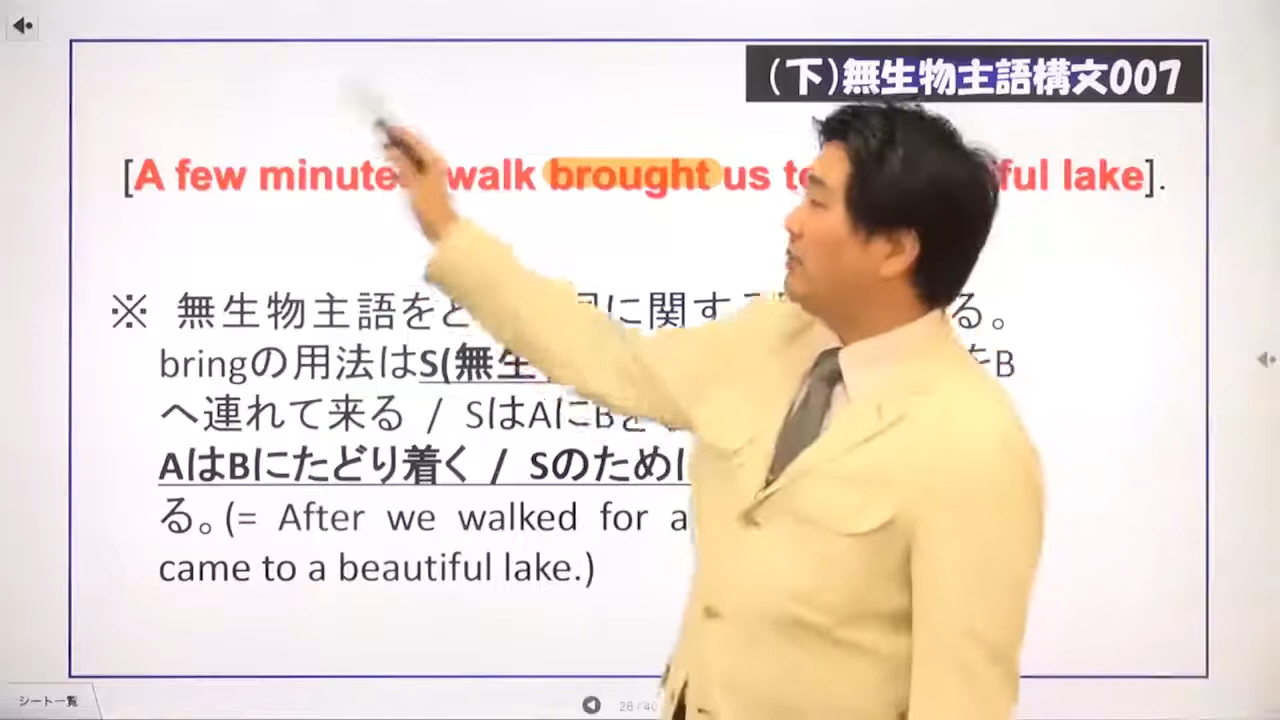 (下)無生物主語構文007
[A few minute walk brought us to ful lake].
※ 無生物主語をと に関す る。
bringの用法はS(無生 をB
へ連れて来る / SはAにBを
AはBにたどり着く / Sのために
る。(= After we walked for a
came to a beautiful lake.)
シート一覧
26/40